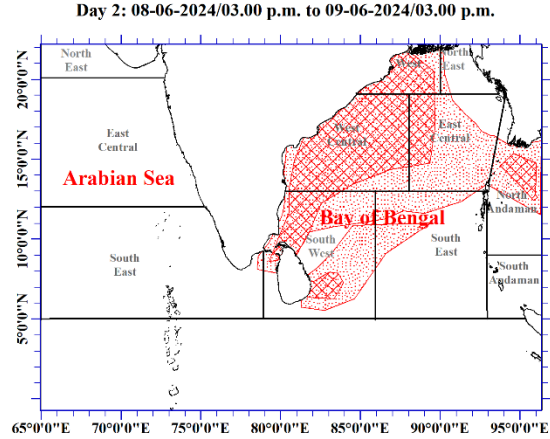 Day 2: 08-06-2024/03.00 p.m. to 09-06-2024/03.00 p.m.
North
East
North
West
East
20°0'0"N
East
Central
West
Central
East
Central
15°0'0"N
Arabian Sea
North
Andaman
Bay of Bengal
10°0'0"N
South
East
South
West
South
East
South
Andaman
5°0'0"N
65°0'0"E
70°0'0"E
75°0'0"E
80°0'0"E
85°0'0"E
90°0'0"E
95°0'0"E